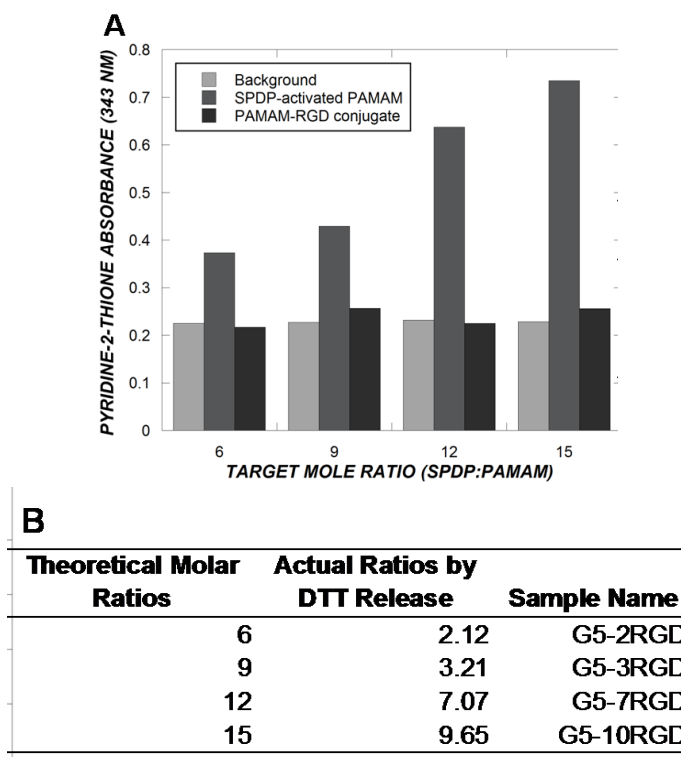 A
PYRIDINE-2-THIONE ABSORBANCE (343 NM)
0.8
0.7
0.6
0.5
0.4
0.3
0.2
0.1
0
Background
SPDP-activated PAMAM
PAMAM-RGD conjugate
6 9 12 15
TARGET MOLE RATIO (SPDP:PAMAM)
B
Theoretical Molar Ratios
Actual Ratios by DTT Release
Sample Name
6 2.12 G5-2RGD
9 3.21 G5-3RGD
12 7.07 G5-7RGD
15 9.65 G5-10RGD